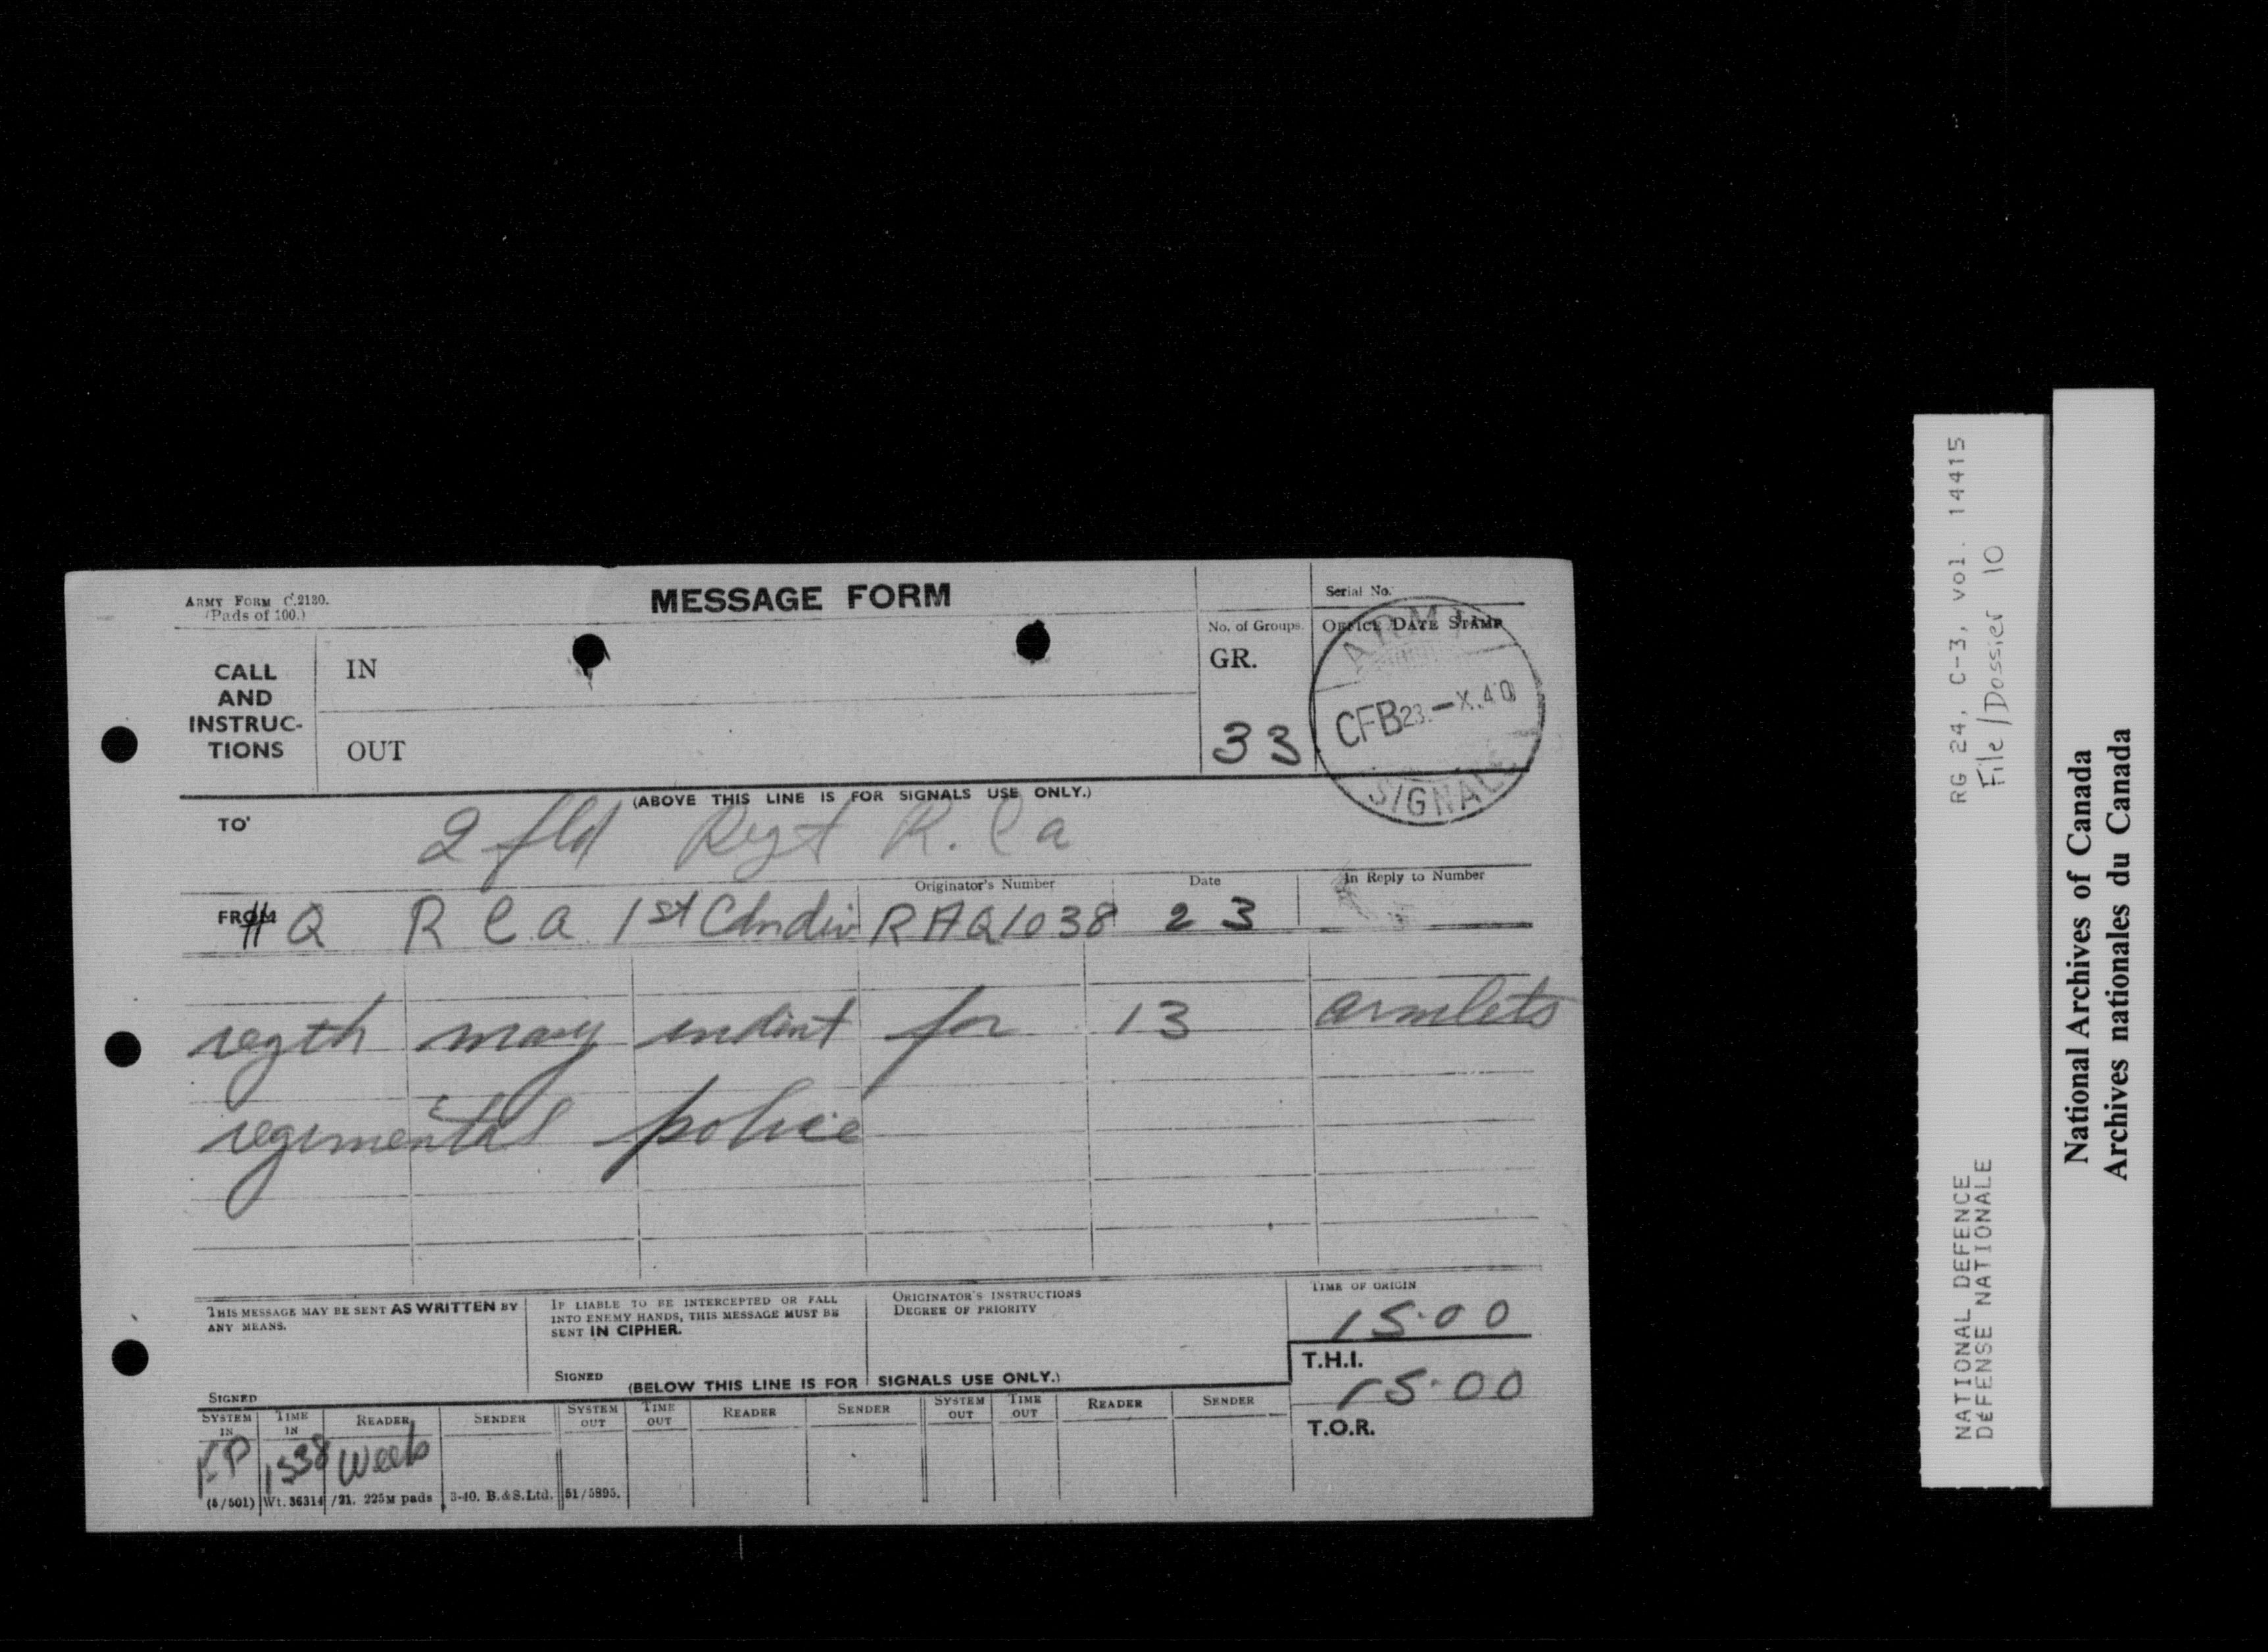 ARMY FORM C.2130.
(Pads of 100.)
MESSAGE FORM
Serial No.
CALL AND INSTRUC-TIONS
IN
OUT
No. of Groups
GR.
33
OFFICE DATE STAMP
ARMY
CFB 23.-X.40
SIGNALS
(ABOVE THIS LINE IS FOR SIGNALS USE ONLY.)
TO
2 fld Regt R.C a
FROM
HQ R C a 1st Cdn div
Originator's Number
RAQ1038
Date
23
In Reply to Number
may indent for 13 armlets
regimental police
THIS MESSAGE MAY BE SENT AS WRITTEN BY
ANY MEANS.
SIGNED
IF LIABLE TO BE INTERCEPTED OR FALL
INTO ENEMY HANDS, THIS MESSAGE MUST BE
SENT IN CIPHER.
SIGNED
ORIGINATOR'S INSTRUCTIONS
DEGREE OF PRIORITY
TIME OF ORIGIN
15.00
T.H.I.
15.00
T.O.R.
(BELOW THIS LINE IS FOR SIGNALS USE ONLY.)
SYSTEM IN TIME IN READER SENDER SYSTEM OUT TIME OUT READER SENDER SYSTEM OUT TIME OUT READER SENDER
1538
(5/501) Wt. 36314/21. 225M pads 3-40. B.&S.Ltd. 51/5895.
RG 24, C-3, vol. 14415
File/Dossier 10
NATIONAL DEFENCE
DÉFENSE NATIONALE
National Archives of Canada
Archives nationales du Canada